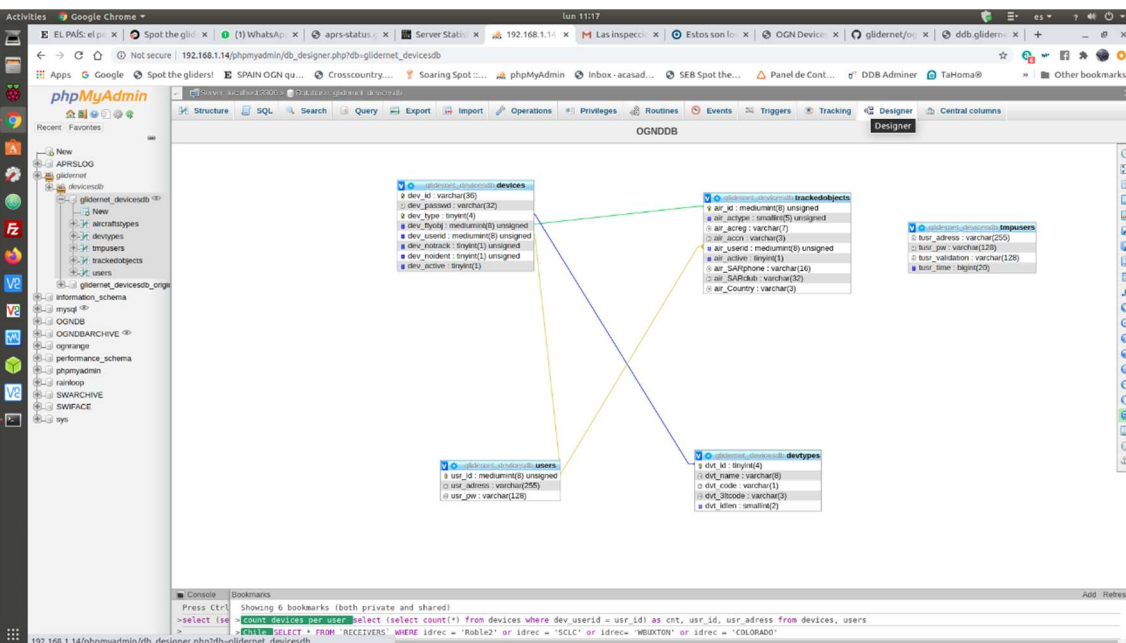 Activities Google Chrome lun 11:17 es
EL PAÍS: el pe Spot the glid (1) WhatsAp aprs-status.g Server Statis 192.168.1.14 Las inspecci Estos son lo OGN Device glidernet/og ddb.glidern
Not secure 192.168.1.14/phpmyadmin/db_designer.php?db=glidernet_devicesdb
Apps Google Spot the gliders! SPAIN OGN qu... Crosscountry.... Soaring Spot ::... phpMyAdmin Inbox - acasad... SEB Spot the... Panel de Cont... DDB Adminer TaHoma® » Other bookmarks
phpMyAdmin
Recent Favorites
New
APRSLOG
glidernet
devicesdb
glidernet_devicesdb
New
aircraftstypes
devtypes
tmpusers
trackedobjects
users
glidernet_devicesdb_origin
information_schema
mysql
OGNDB
OGNDBARCHIVE
ognrange
performance_schema
phpmyadmin
rainloop
SWARCHIVE
SWIFACE
sys
Server: localhost:3300 » Database: glidernet_devicesdb
Structure SQL Search Query Export Import Operations Privileges Routines Events Triggers Tracking Designer Central columns
OGNDDB
Designer
glidernet_devicesdb devices
dev_id : varchar(36)
dev_passwd : varchar(32)
dev_type : tinyint(4)
dev_flyobj : mediumint(8) unsigned
dev_userid : mediumint(8) unsigned
dev_notrack : tinyint(1) unsigned
dev_noident : tinyint(1) unsigned
dev_active : tinyint(1)
glidernet_devicesdb trackedobjects
air_id : mediumint(8) unsigned
air_actype : smallint(5) unsigned
air_acreg : varchar(7)
air_accn : varchar(3)
air_userid : mediumint(8) unsigned
air_active : tinyint(1)
air_SARphone : varchar(16)
air_SARclub : varchar(32)
air_Country : varchar(3)
glidernet_devicesdb tmpusers
tusr_adress : varchar(255)
tusr_pw : varchar(128)
tusr_validation : varchar(128)
tusr_time : bigint(20)
glidernet_devicesdb users
usr_id : mediumint(8) unsigned
usr_adress : varchar(255)
usr_pw : varchar(128)
glidernet_devicesdb devtypes
dvt_id : tinyint(4)
dvt_name : varchar(8)
dvt_code : varchar(1)
dvt_3ltcode : varchar(3)
dvt_idlen : smallint(2)
Console Bookmarks Add Refres
Press Ctrl Showing 6 bookmarks (both private and shared)
>select (se >count devices per user select (select count(*) from devices where dev_userid = usr_id) as cnt, usr_id, usr_adress from devices, users
> >Chile SELECT * FROM `RECEIVERS` WHERE idrec = 'Roble2' or idrec = 'SCLC' or idrec= 'WBUXTON' or idrec = 'COLORADO'
192.168.1.14/phpmyadmin/db_designer.php?db=glidernet_devicesdb